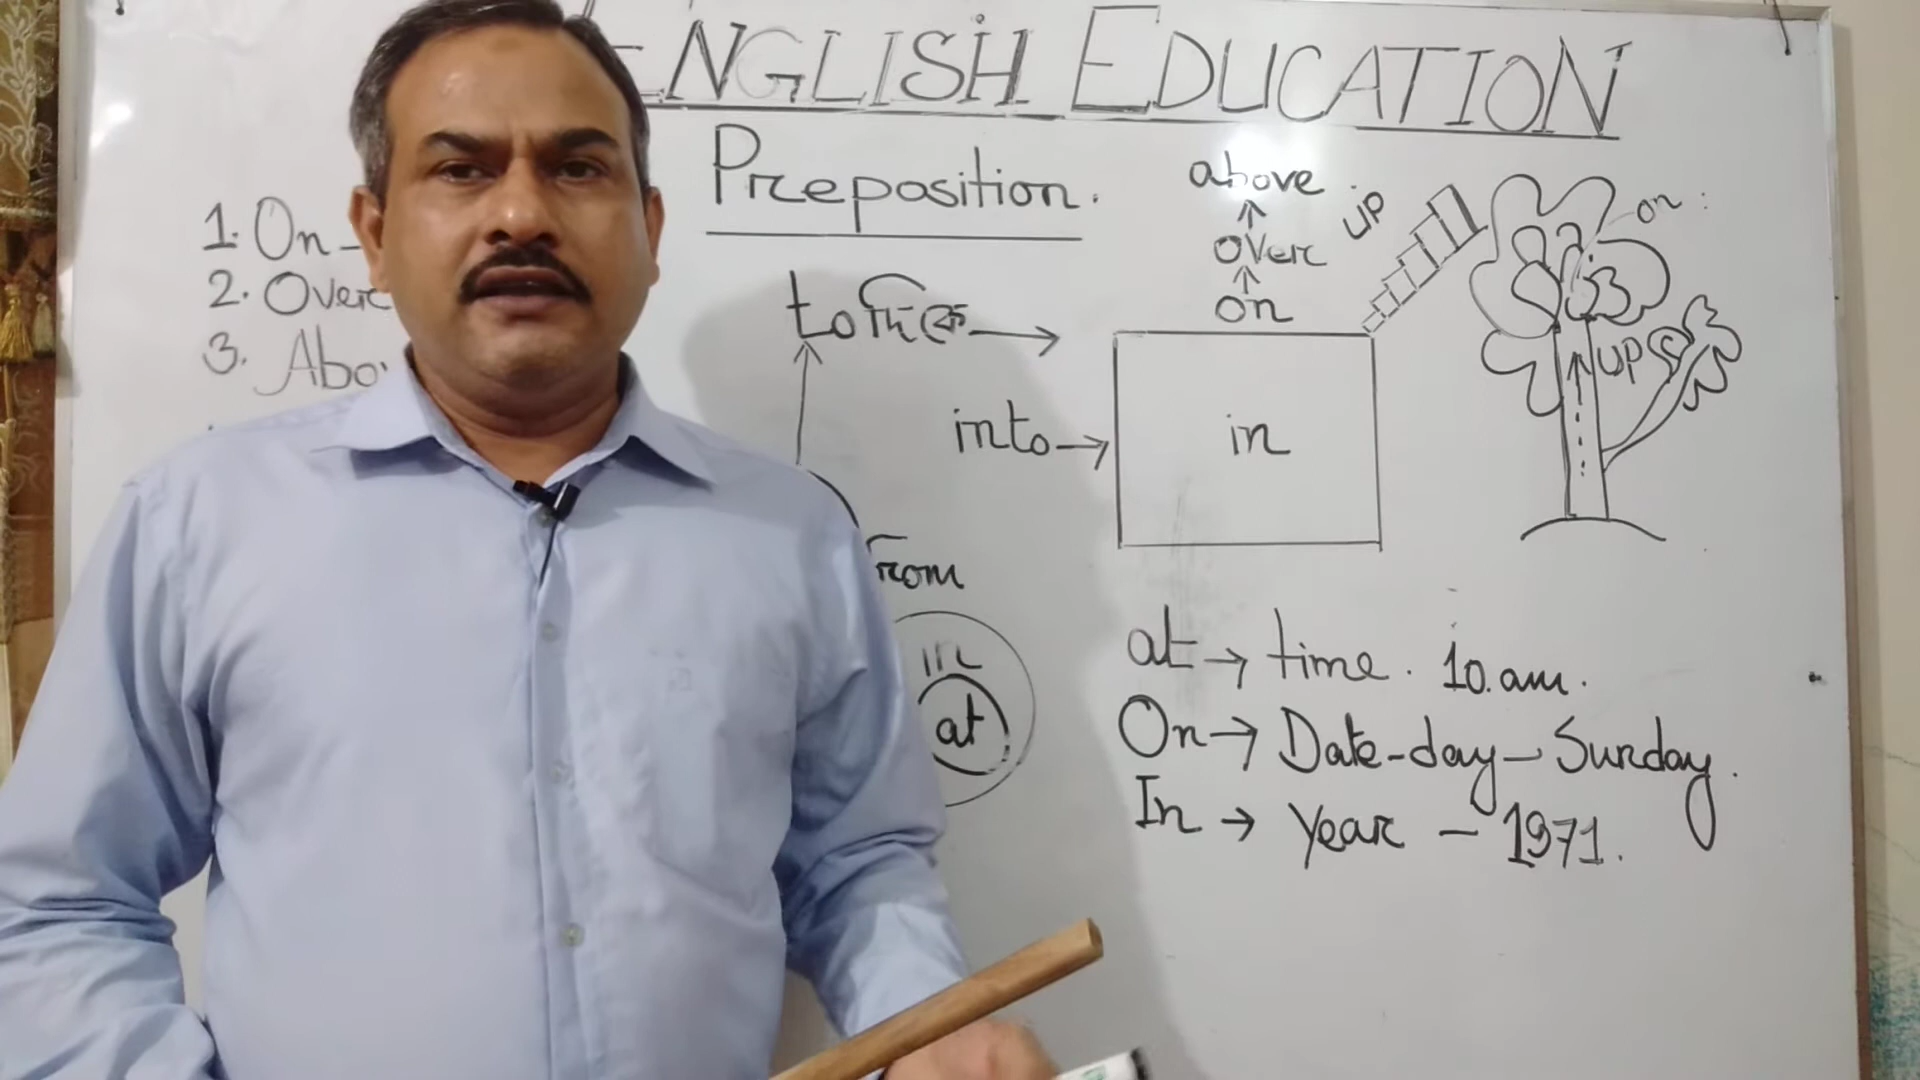 ENGLISH EDUCATION
Preposition.
1. On -
2. Over
3. Abo
to দিকে
above
over
on
up
on :
UPS
into
in
from
in
at
at → time. 10.am.
On → Date-day - Sunday.
In → Year - 1971.